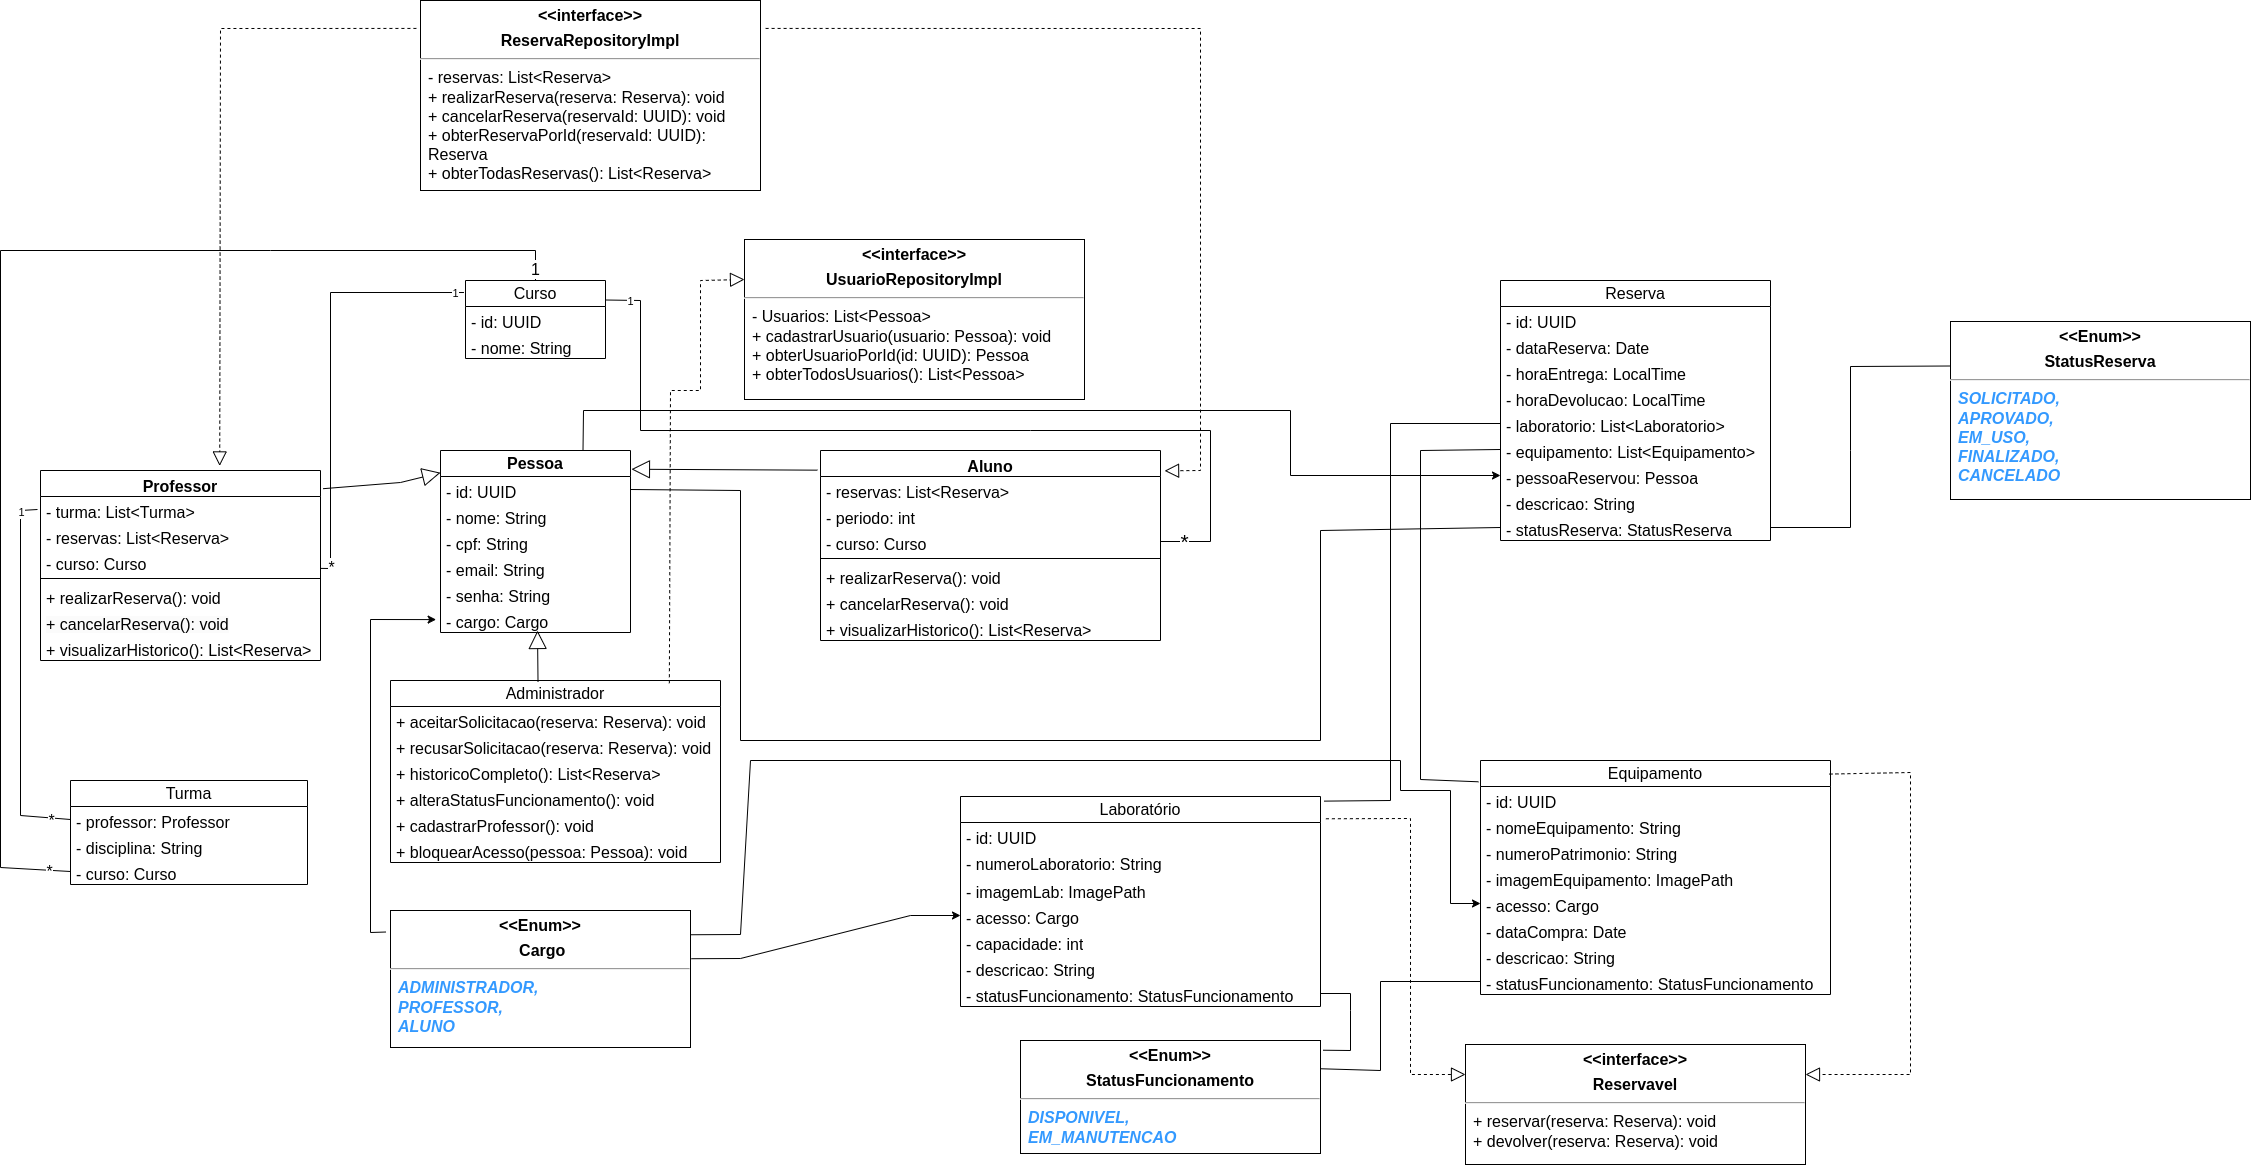 <<interface>>
ReservaRepositoryImpl
- reservas: List<Reserva>
+ realizarReserva(reserva: Reserva): void
+ cancelarReserva(reservaId: UUID): void
+ obterReservaPorId(reservaId: UUID):
Reserva
+ obterTodasReservas(): List<Reserva>
<<interface>>
UsuarioRepositoryImpl
- Usuarios: List<Pessoa>
+ cadastrarUsuario(usuario: Pessoa): void
+ obterUsuarioPorId(id: UUID): Pessoa
+ obterTodosUsuarios(): List<Pessoa>
1
1
1
Curso
- id: UUID
- nome: String
Reserva
- id: UUID
- dataReserva: Date
- horaEntrega: LocalTime
- horaDevolucao: LocalTime
- laboratorio: List<Laboratorio>
- equipamento: List<Equipamento>
- pessoaReservou: Pessoa
- descricao: String
- statusReserva: StatusReserva
<<Enum>>
StatusReserva
SOLICITADO,
APROVADO,
EM_USO,
FINALIZADO,
CANCELADO
Professor
- turma: List<Turma>
- reservas: List<Reserva>
- curso: Curso
+ realizarReserva(): void
+ cancelarReserva(): void
+ visualizarHistorico(): List<Reserva>
1
*
Pessoa
- id: UUID
- nome: String
- cpf: String
- email: String
- senha: String
- cargo: Cargo
Aluno
- reservas: List<Reserva>
- periodo: int
- curso: Curso
+ realizarReserva(): void
+ cancelarReserva(): void
+ visualizarHistorico(): List<Reserva>
*
Administrador
+ aceitarSolicitacao(reserva: Reserva): void
+ recusarSolicitacao(reserva: Reserva): void
+ historicoCompleto(): List<Reserva>
+ alteraStatusFuncionamento(): void
+ cadastrarProfessor(): void
+ bloquearAcesso(pessoa: Pessoa): void
Turma
- professor: Professor
- disciplina: String
- curso: Curso
*
*
Laboratório
- id: UUID
- numeroLaboratorio: String
- imagemLab: ImagePath
- acesso: Cargo
- capacidade: int
- descricao: String
- statusFuncionamento: StatusFuncionamento
Equipamento
- id: UUID
- nomeEquipamento: String
- numeroPatrimonio: String
- imagemEquipamento: ImagePath
- acesso: Cargo
- dataCompra: Date
- descricao: String
- statusFuncionamento: StatusFuncionamento
<<Enum>>
Cargo
ADMINISTRADOR,
PROFESSOR,
ALUNO
<<Enum>>
StatusFuncionamento
DISPONIVEL,
EM_MANUTENCAO
<<interface>>
Reservavel
+ reservar(reserva: Reserva): void
+ devolver(reserva: Reserva): void